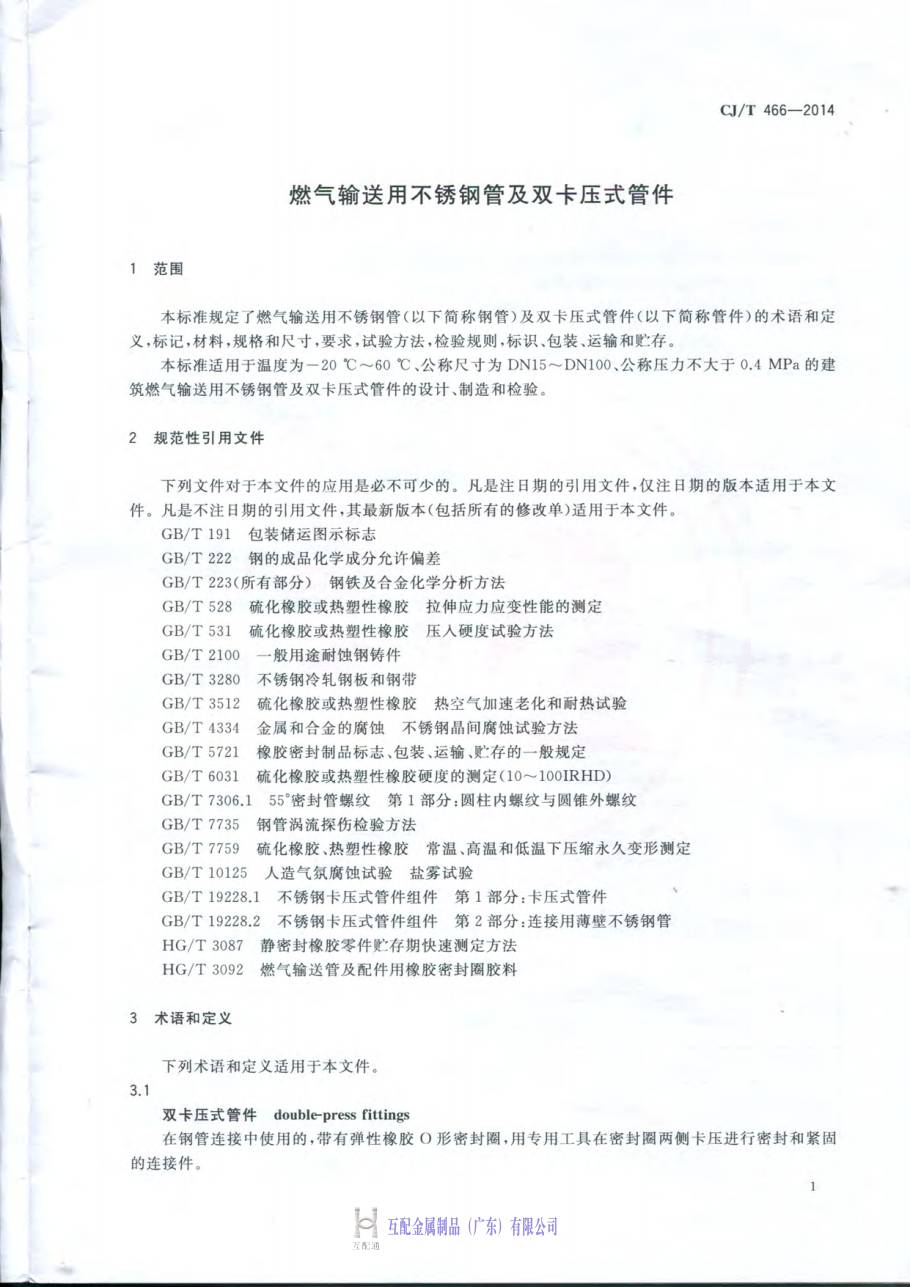 CJ/T 466—2014
燃气输送用不锈钢管及双卡压式管件
1 范围
本标准规定了燃气输送用不锈钢管(以下简称钢管)及双卡压式管件(以下简称管件)的术语和定
义,标记,材料,规格和尺寸,要求,试验方法,检验规则,标识、包装、运输和贮存。
本标准适用于温度为-20 ℃~60 ℃、公称尺寸为 DN15~DN100、公称压力不大于 0.4 MPa 的建
筑燃气输送用不锈钢管及双卡压式管件的设计、制造和检验。
2 规范性引用文件
下列文件对于本文件的应用是必不可少的。凡是注日期的引用文件,仅注日期的版本适用于本文
件。凡是不注日期的引用文件,其最新版本(包括所有的修改单)适用于本文件。
GB/T 191 包装储运图示标志
GB/T 222 钢的成品化学成分允许偏差
GB/T 223(所有部分) 钢铁及合金化学分析方法
GB/T 528 硫化橡胶或热塑性橡胶 拉伸应力应变性能的测定
GB/T 531 硫化橡胶或热塑性橡胶 压入硬度试验方法
GB/T 2100 一般用途耐蚀钢铸件
GB/T 3280 不锈钢冷轧钢板和钢带
GB/T 3512 硫化橡胶或热塑性橡胶 热空气加速老化和耐热试验
GB/T 4334 金属和合金的腐蚀 不锈钢晶间腐蚀试验方法
GB/T 5721 橡胶密封制品标志、包装、运输、贮存的一般规定
GB/T 6031 硫化橡胶或热塑性橡胶硬度的测定(10~100IRHD)
GB/T 7306.1 55°密封管螺纹 第 1 部分:圆柱内螺纹与圆锥外螺纹
GB/T 7735 钢管涡流探伤检验方法
GB/T 7759 硫化橡胶、热塑性橡胶 常温、高温和低温下压缩永久变形测定
GB/T 10125 人造气氛腐蚀试验 盐雾试验
GB/T 19228.1 不锈钢卡压式管件组件 第 1 部分:卡压式管件
GB/T 19228.2 不锈钢卡压式管件组件 第 2 部分:连接用薄壁不锈钢管
HG/T 3087 静密封橡胶零件贮存期快速测定方法
HG/T 3092 燃气输送管及配件用橡胶密封圈胶料
3 术语和定义
下列术语和定义适用于本文件。
3.1
双卡压式管件 double-press fittings
在钢管连接中使用的,带有弹性橡胶 O 形密封圈,用专用工具在密封圈两侧卡压进行密封和紧固
的连接件。
1
互配金属制品(广东)有限公司
互配通